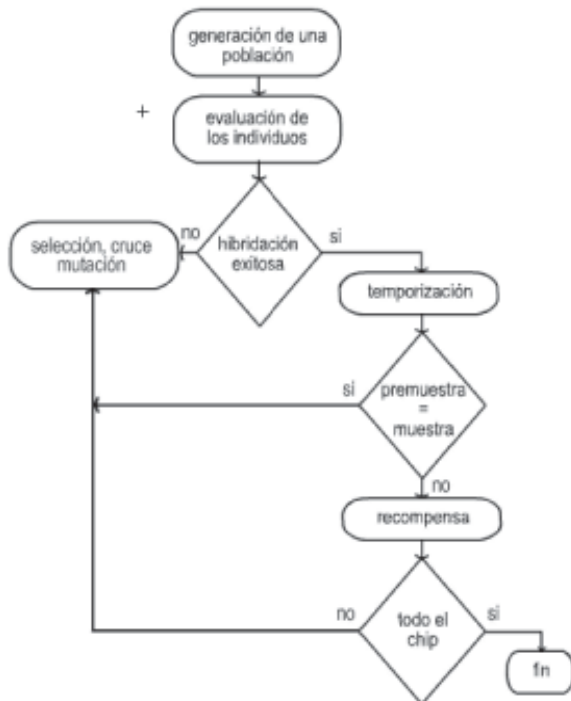 generación de una
población
+
evaluación de
los individuos
no
hibridación
exitosa
si
selección, cruce
mutación
temporización
si
premuestra
=
muestra
no
recompensa
no
todo el
chip
si
fin